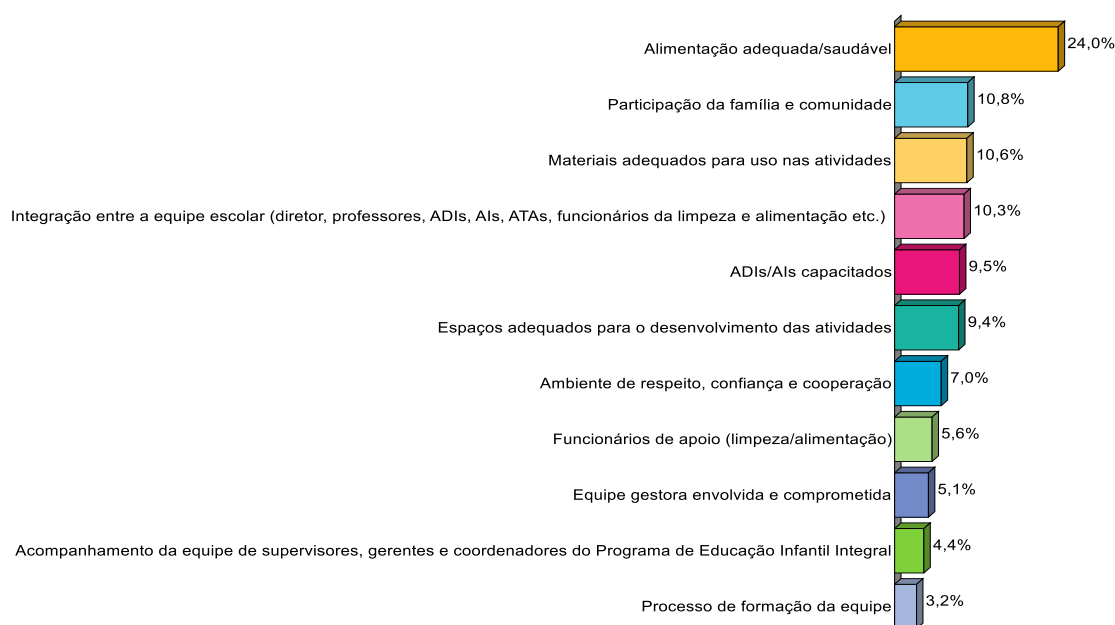 Alimentação adequada/saudável 24,0%
Participação da família e comunidade 10,8%
Materiais adequados para uso nas atividades 10,6%
Integração entre a equipe escolar (diretor, professores, ADIs, AIs, ATAs, funcionários da limpeza e alimentação etc.) 10,3%
ADIs/AIs capacitados 9,5%
Espaços adequados para o desenvolvimento das atividades 9,4%
Ambiente de respeito, confiança e cooperação 7,0%
Funcionários de apoio (limpeza/alimentação) 5,6%
Equipe gestora envolvida e comprometida 5,1%
Acompanhamento da equipe de supervisores, gerentes e coordenadores do Programa de Educação Infantil Integral 4,4%
Processo de formação da equipe 3,2%